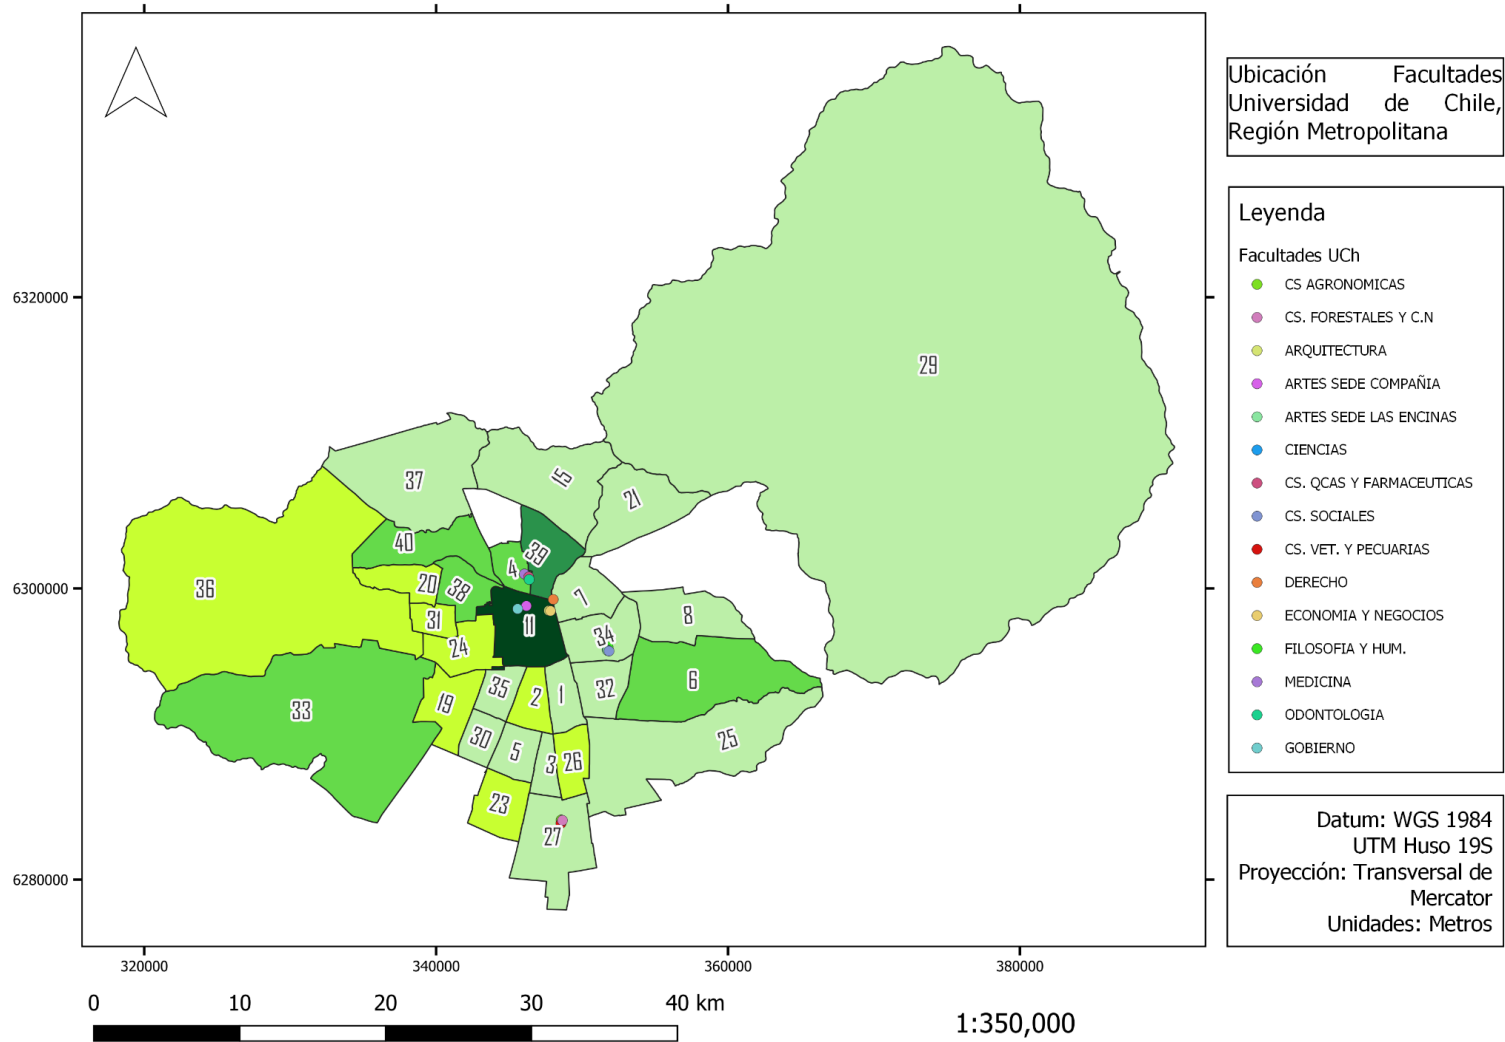 Ubicación Facultades
Universidad de Chile,
Región Metropolitana
Leyenda
Facultades UCh
CS AGRONOMICAS
CS. FORESTALES Y C.N
ARQUITECTURA
ARTES SEDE COMPAÑIA
ARTES SEDE LAS ENCINAS
CIENCIAS
CS. QCAS Y FARMACEUTICAS
CS. SOCIALES
CS. VET. Y PECUARIAS
DERECHO
ECONOMIA Y NEGOCIOS
FILOSOFIA Y HUM.
MEDICINA
ODONTOLOGIA
GOBIERNO
Datum: WGS 1984
UTM Huso 19S
Proyección: Transversal de
Mercator
Unidades: Metros
6320000
6300000
6280000
29
37
15
21
40
39
4
20
38
36
7
31
11
8
34
24
6
32
35
2
1
33
19
30
5
3
26
25
23
27
320000
340000
360000
380000
0
10
20
30
40 km
1:350,000